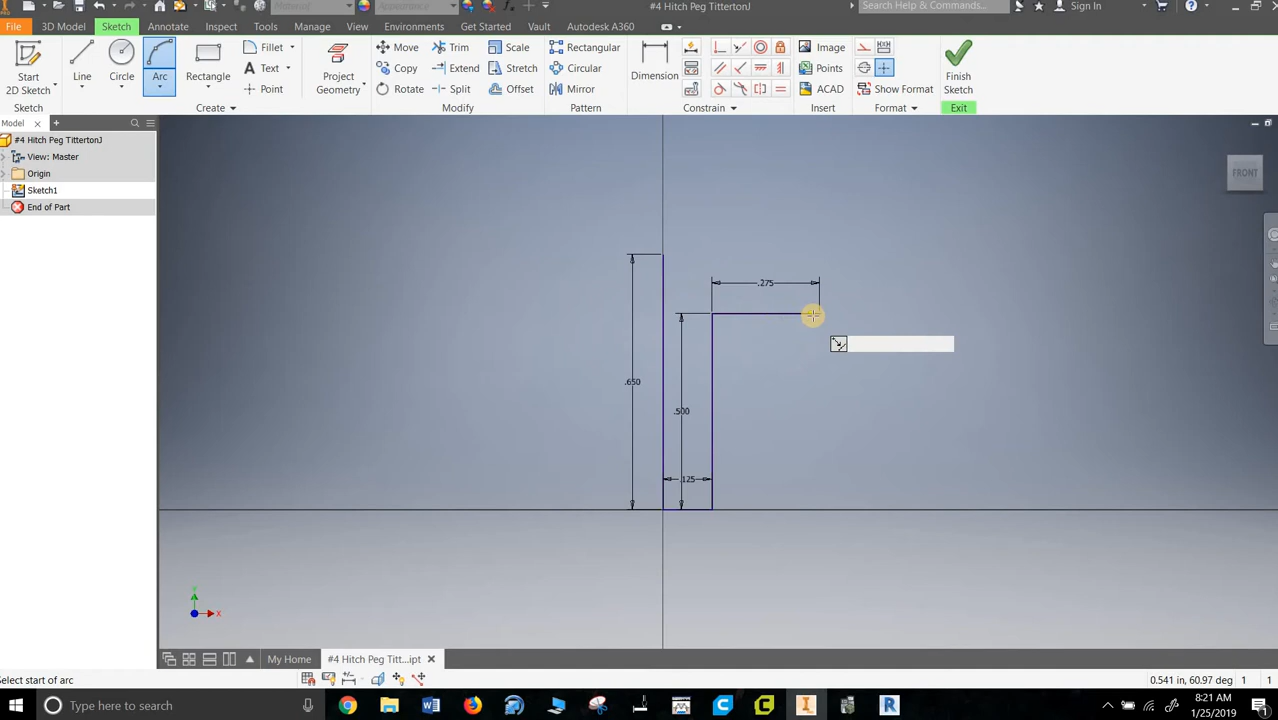 Material
Appearance
#4 Hitch Peg TittertonJ
Search Help & Commands...
Sign In
File
3D Model
Sketch
Annotate
Inspect
Tools
Manage
View
Environments
Get Started
Vault
Autodesk A360
Start
2D Sketch
Line
Circle
Arc
Rectangle
Fillet
Text
Point
Project
Geometry
Move
Copy
Rotate
Trim
Extend
Split
Scale
Stretch
Offset
Rectangular
Circular
Mirror
Dimension
Image
Points
ACAD
Show Format
Finish
Sketch
Sketch
Create
Modify
Pattern
Constrain
Insert
Format
Exit
Model
#4 Hitch Peg TittertonJ
View: Master
Origin
Sketch1
End of Part
FRONT
.275
.650
.500
.125
Y
X
My Home
#4 Hitch Peg Titt....ipt
Select start of arc
0.541 in, 60.97 deg
1
1
Type here to search
8:21 AM
1/25/2019